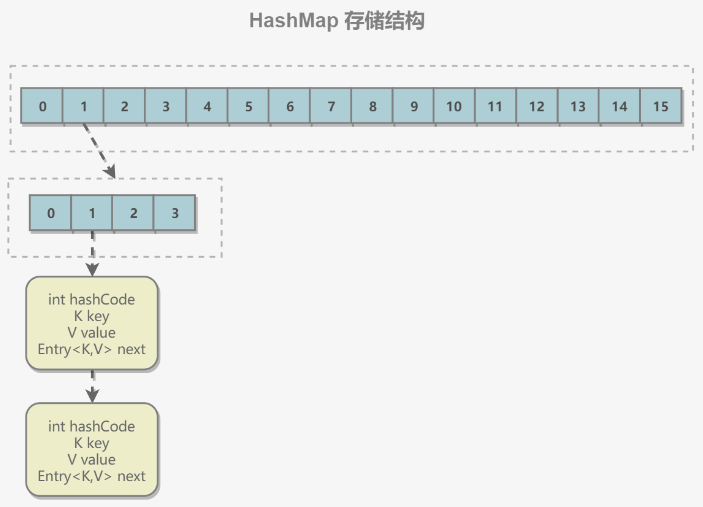 HashMap 存储结构
0 1 2 3 4 5 6 7 8 9 10 11 12 13 14 15
0 1 2 3
int hashCode
K key
V value
Entry<K,V> next
int hashCode
K key
V value
Entry<K,V> next